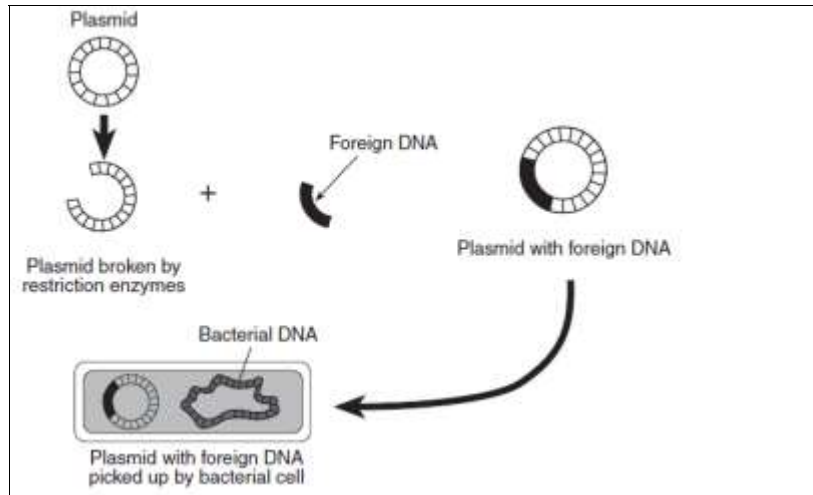 Plasmid
Foreign DNA
+
Plasmid broken by
restriction enzymes
Plasmid with foreign DNA
Bacterial DNA
Plasmid with foreign DNA
picked up by bacterial cell